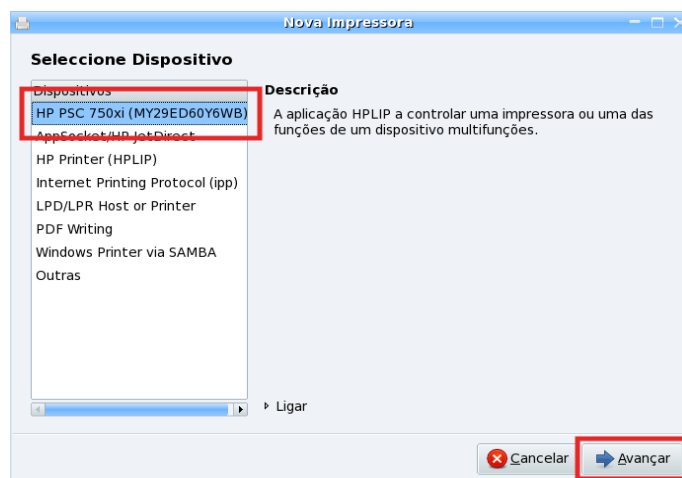 Nova Impressora
Seleccione Dispositivo
Dispositivos
HP PSC 750xi (MY29ED60Y6WB)
AppSocket/HP JetDirect
HP Printer (HPLIP)
Internet Printing Protocol (ipp)
LPD/LPR Host or Printer
PDF Writing
Windows Printer via SAMBA
Outras
Descrição
A aplicação HPLIP a controlar uma impressora ou uma das
funções de um dispositivo multifunções.
Ligar
Cancelar
Avançar